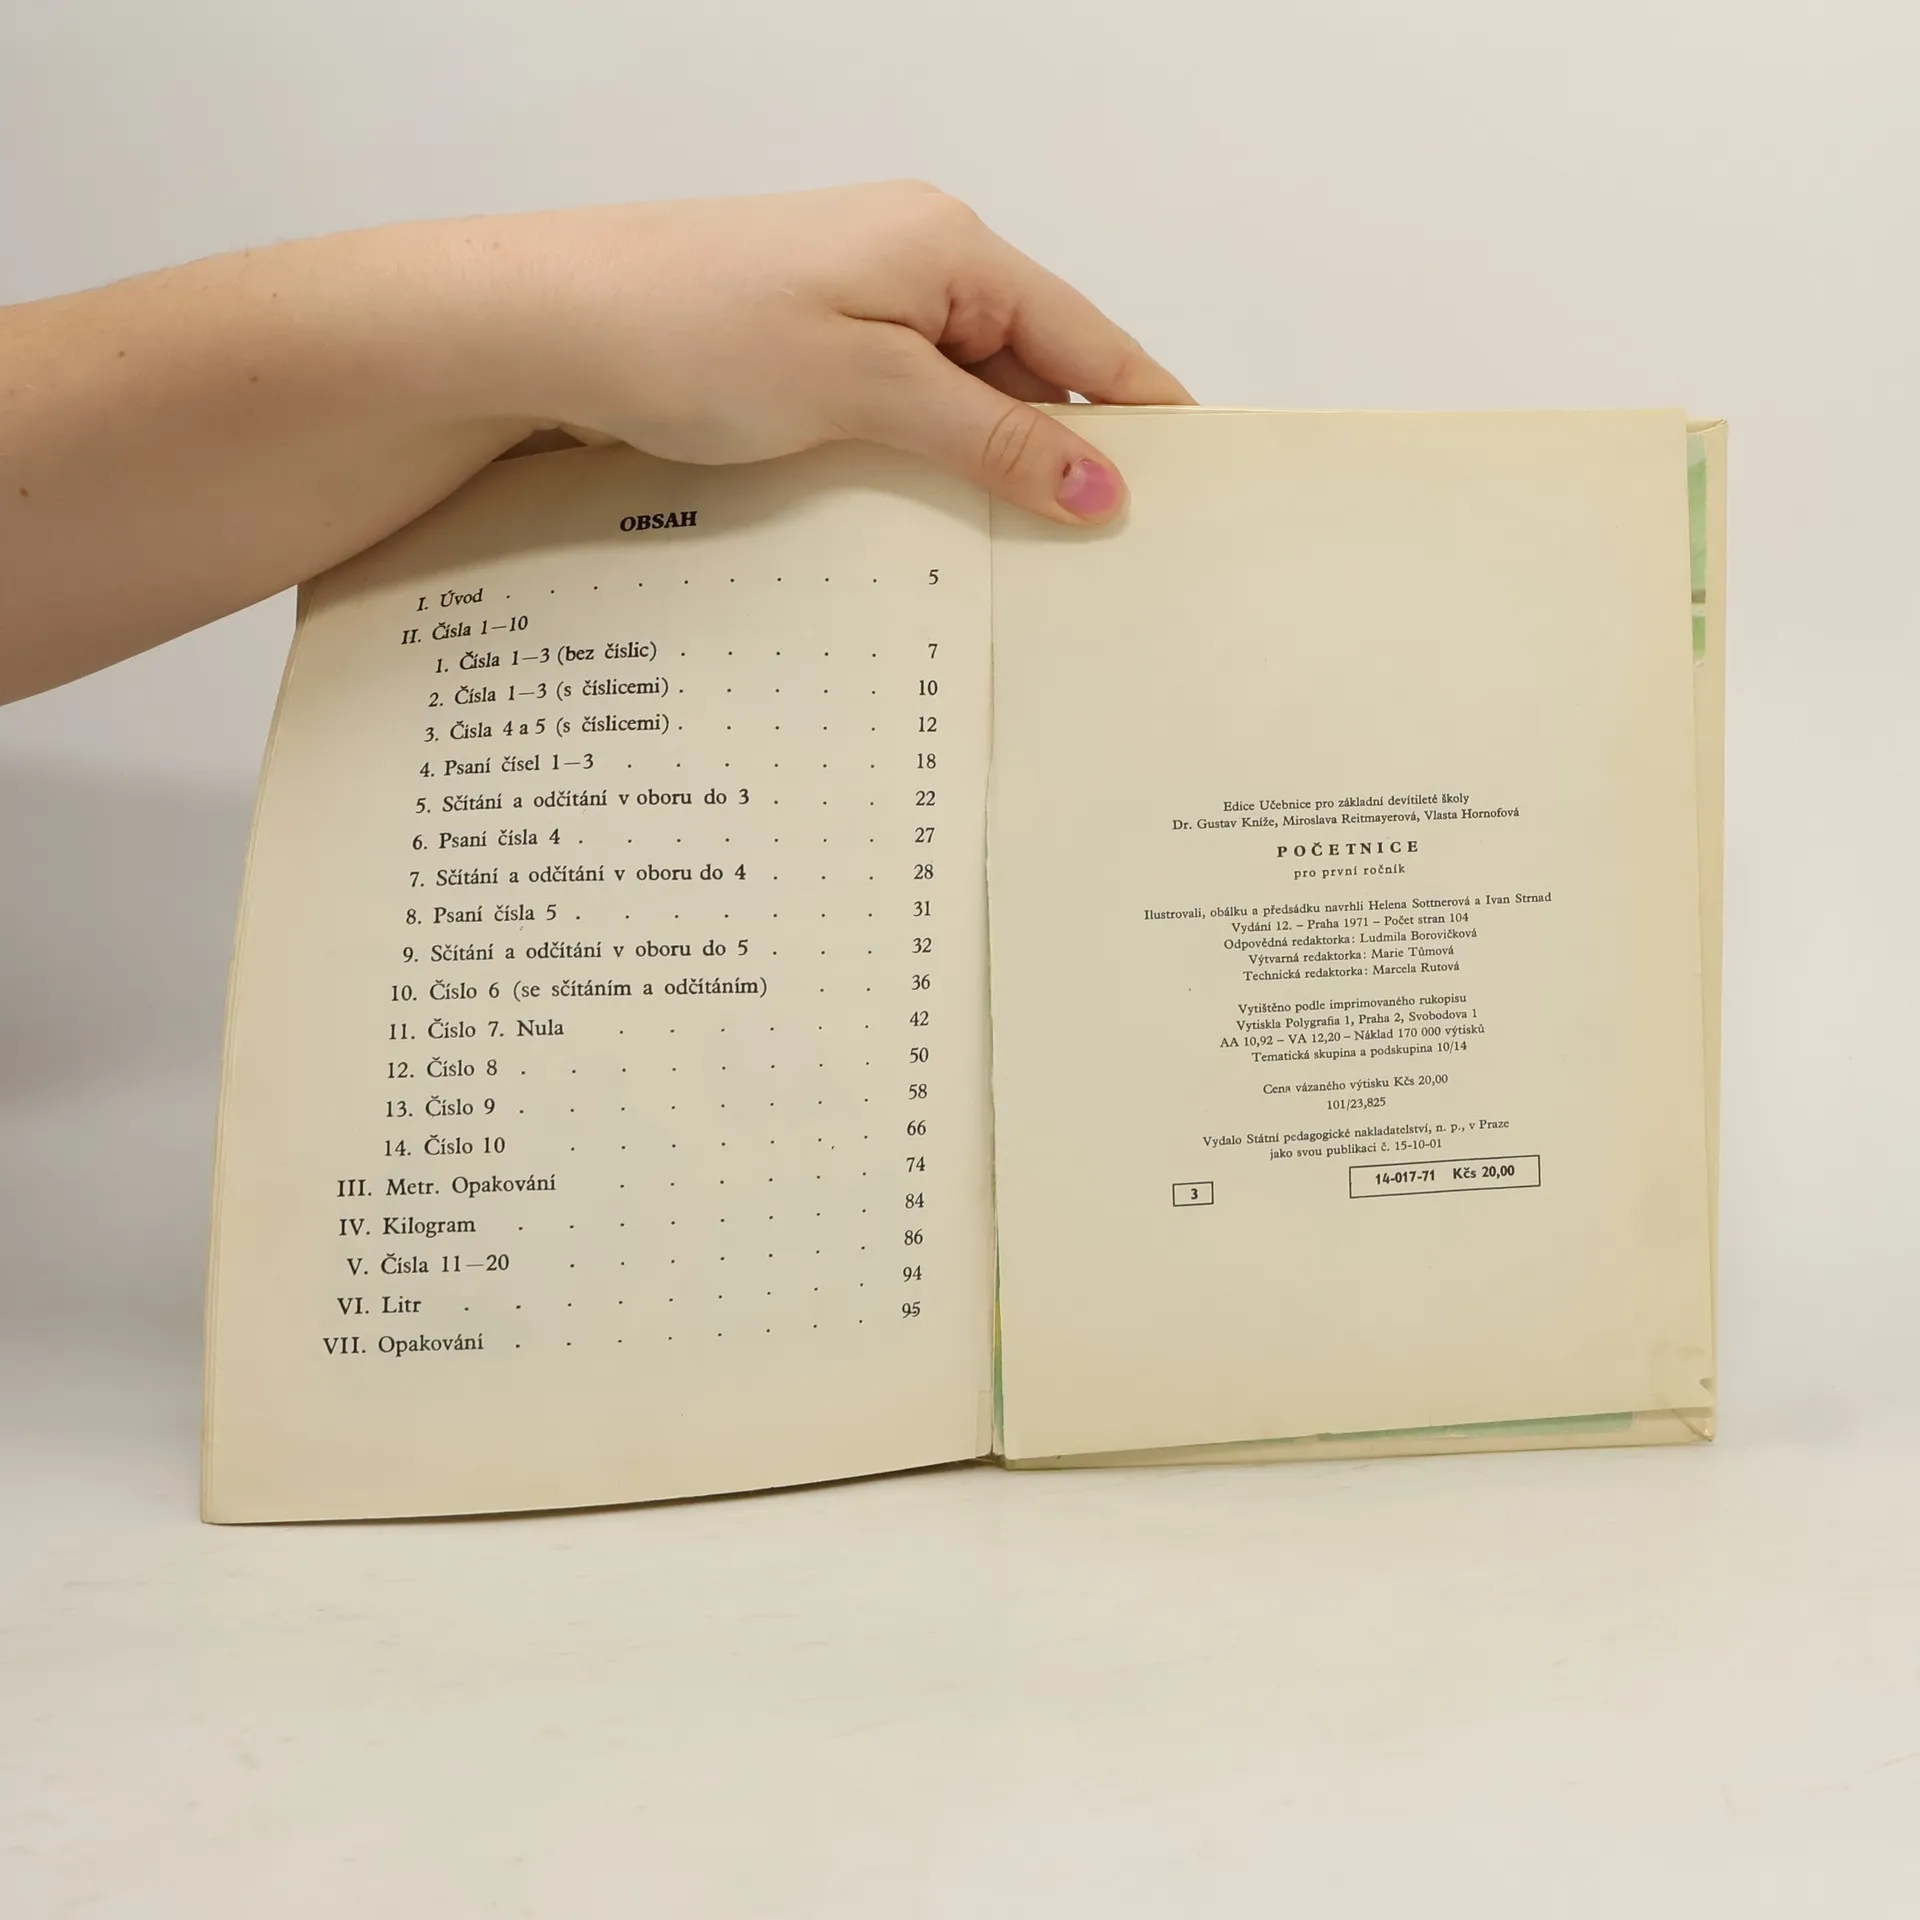 OBSAH
I. Úvod . . . . . . . . . 5
II. Čísla 1—10
1. Čísla 1—3 (bez číslic) . . . . . 7
2. Čísla 1—3 (s číslicemi) . . . . . 10
3. Čísla 4 a 5 (s číslicemi) . . . . . 12
4. Psaní čísel 1—3 . . . . . . 18
5. Sčítání a odčítání v oboru do 3 . . . 22
6. Psaní čísla 4 . . . . . . . 27
7. Sčítání a odčítání v oboru do 4 . . . 28
8. Psaní čísla 5 . . . . . . . 31
9. Sčítání a odčítání v oboru do 5 . . . 32
10. Číslo 6 (se sčítáním a odčítáním) . . 36
11. Číslo 7. Nula . . . . . . 42
12. Číslo 8 . . . . . . . . 50
13. Číslo 9 . . . . . . . . 58
14. Číslo 10 . . . . . . . 66
III. Metr. Opakování . . . . . . 74
IV. Kilogram . . . . . . . . 84
V. Čísla 11—20 . . . . . . . 86
VI. Litr . . . . . . . . . 94
VII. Opakování . . . . . . . . 95
Edice Učebnice pro základní devítileté školy
Dr. Gustav Kníže, Miroslava Reitmayerová, Vlasta Hornofová
POČETNICE
pro první ročník
Ilustrovali, obálku a předsádku navrhli Helena Sottnerová a Ivan Strnad
Vydání 12. – Praha 1971 – Počet stran 104
Odpovědná redaktorka: Ludmila Borovičková
Výtvarná redaktorka: Marie Tůmová
Technická redaktorka: Marcela Rutová
Vytištěno podle imprimovaného rukopisu
Vytiskla Polygrafia 1, Praha 2, Svobodova 1
AA 10,92 – VA 12,20 – Náklad 170 000 výtisků
Tematická skupina a podskupina 10/14
Cena vázaného výtisku Kčs 20,00
101/23,825
Vydalo Státní pedagogické nakladatelství, n. p., v Praze
jako svou publikaci č. 15-10-01
14-017-71 Kčs 20,00
3